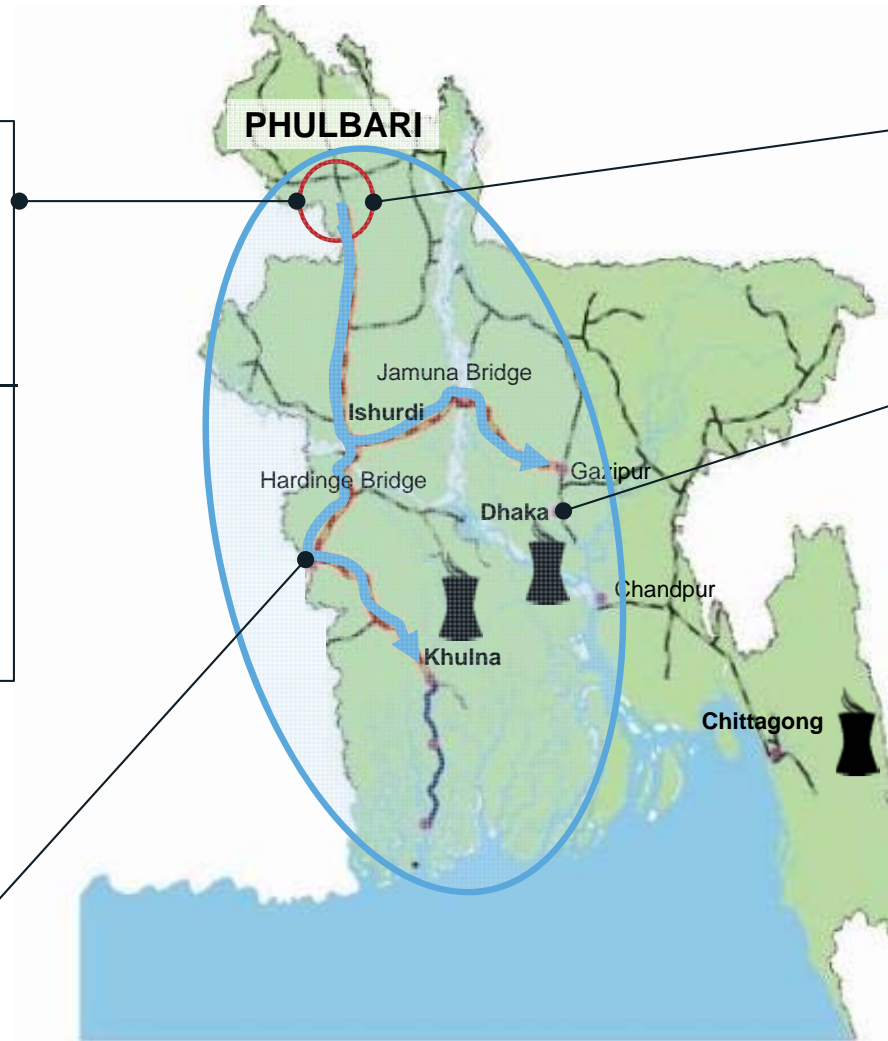 PHULBARI
Jamuna Bridge
Ishurdi
Hardinge Bridge
Gazipur
Dhaka
Chandpur
Khulna
Chittagong